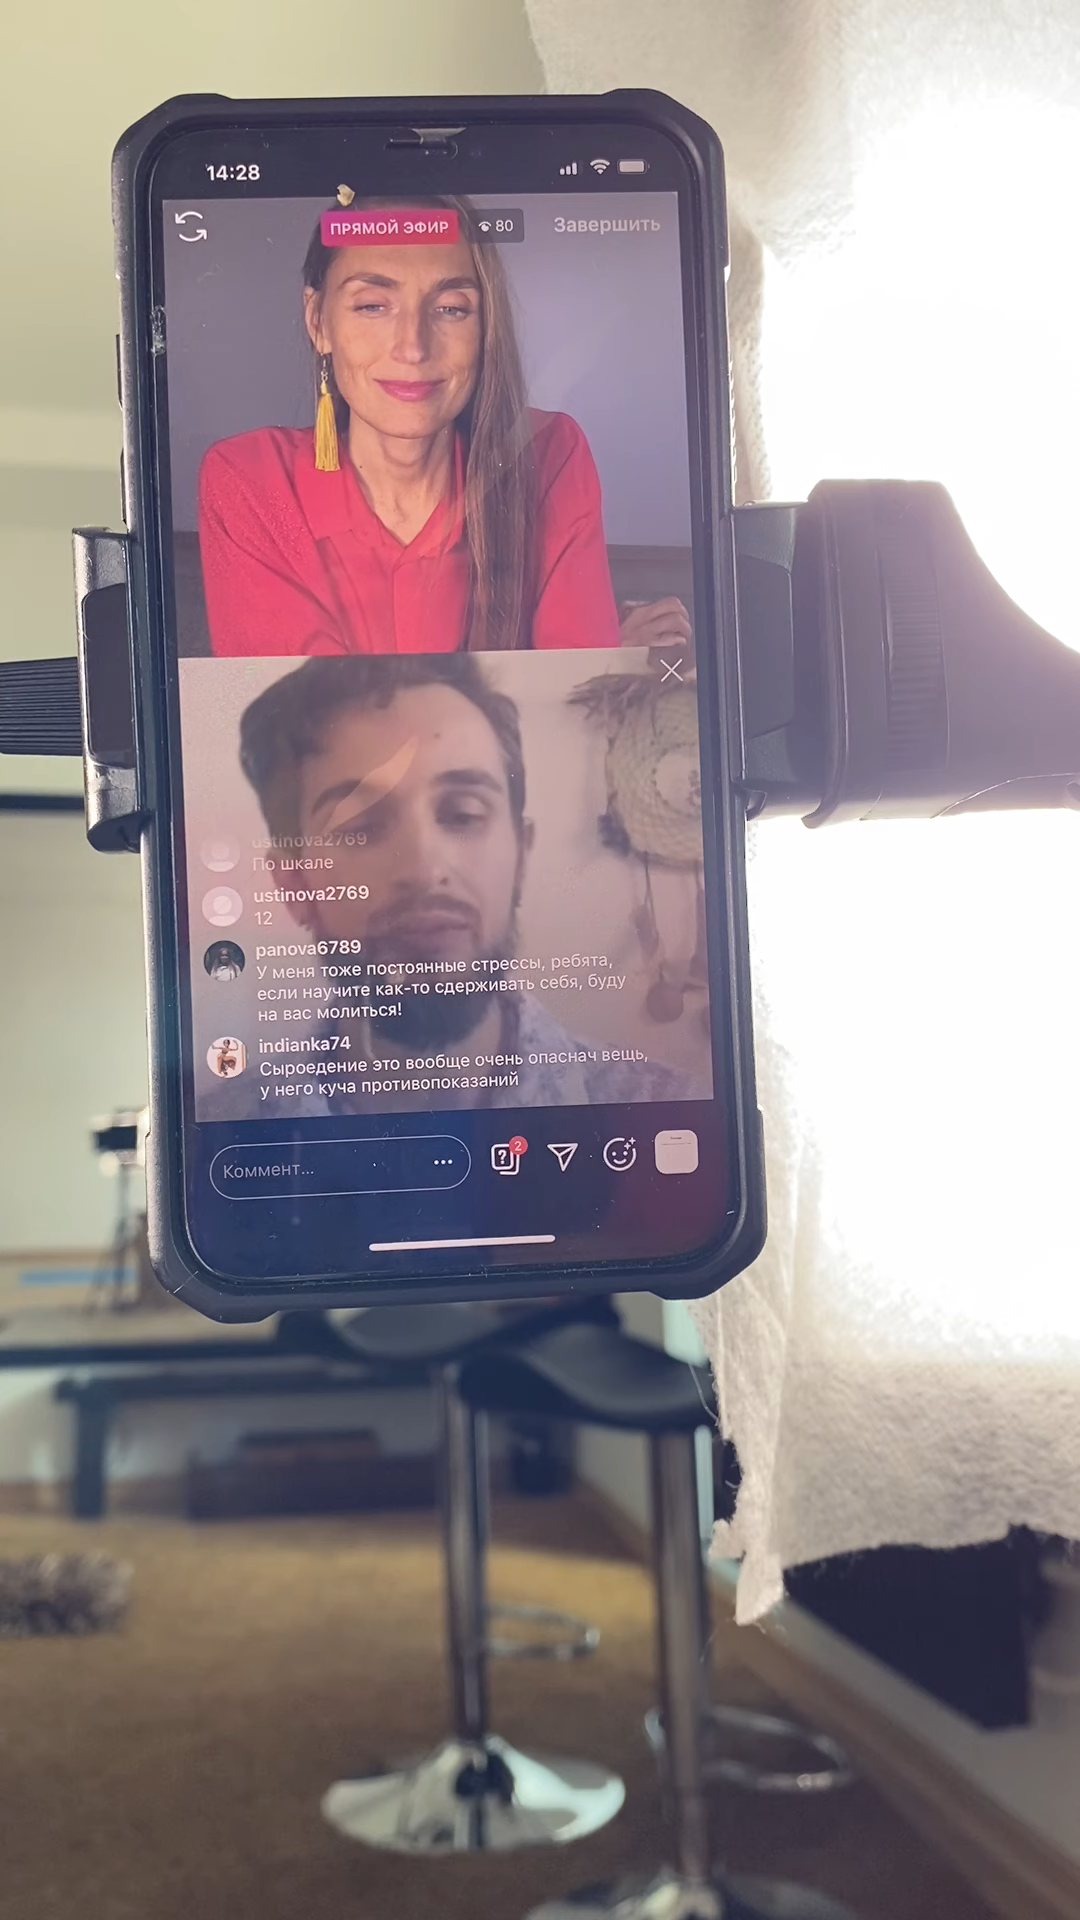 14:28
ПРЯМОЙ ЭФИР
80
Завершить
ustinova2769
По шкале
ustinova2769
12
panova6789
У меня тоже постоянные стрессы, ребята,
если научите как-то сдерживать себя, буду
на вас молиться!
indianka74
Сыроедение это вообще очень опаснач вещь,
у него куча противопоказаний
Коммент...
2